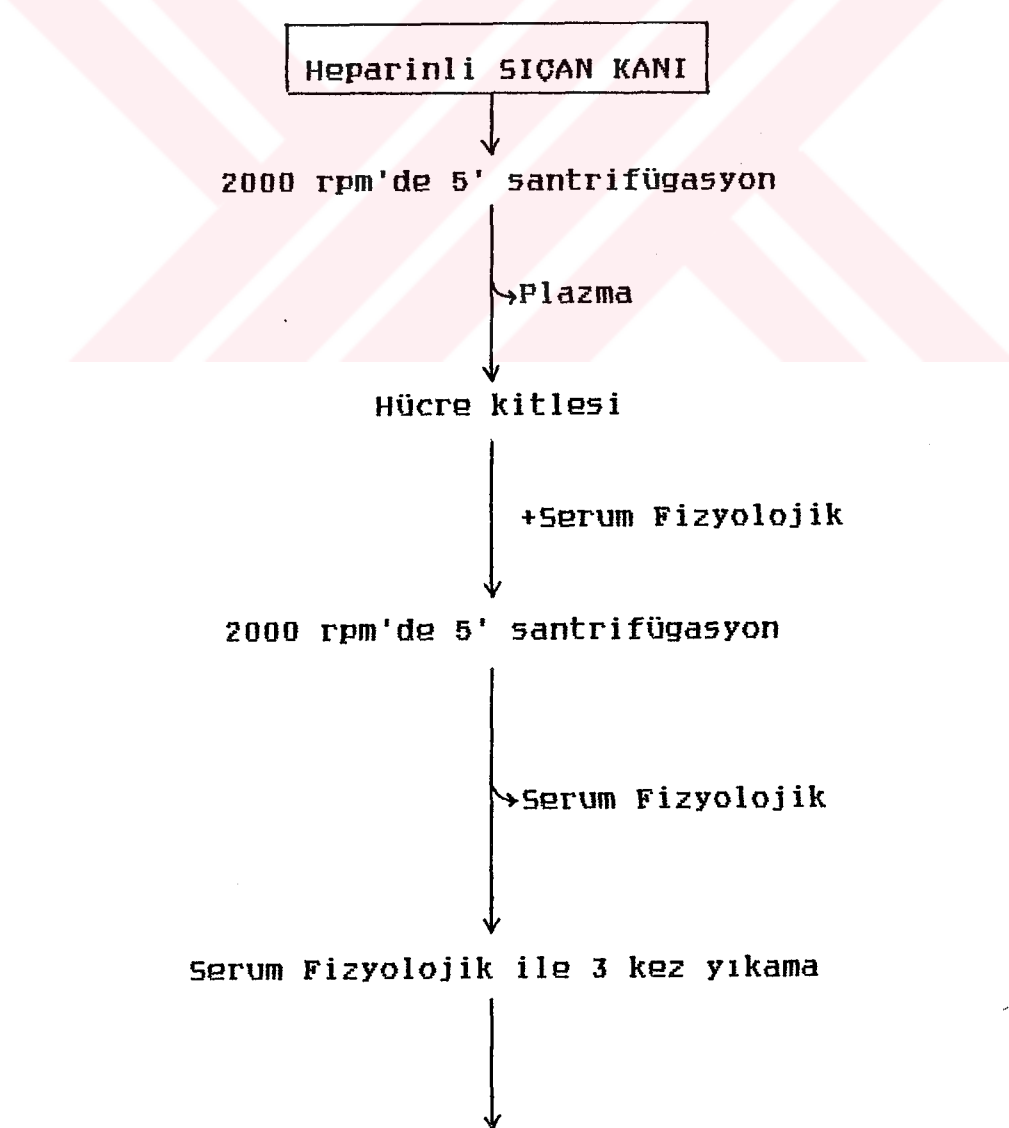 Heparinli SIÇAN KANI
2000 rpm'de 5' santrifügasyon
Plazma
Hücre kitlesi
+Serum Fizyolojik
2000 rpm'de 5' santrifügasyon
Serum Fizyolojik
Serum Fizyolojik ile 3 kez yıkama